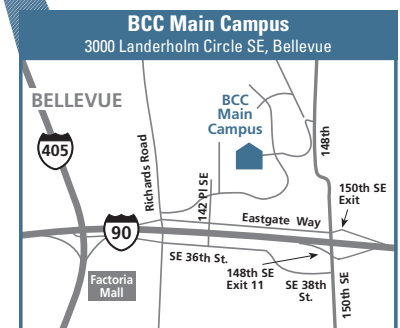 BCC Main Campus
3000 Landerholm Circle SE, Bellevue
BELLEVUE
BCC
Main
Campus
405
Richards Road
148th
142 Pl SE
150th SE
Exit
Eastgate Way
90
SE 36th St.
148th SE
Exit 11
SE 38th
St.
150th SE
Factoria
Mall